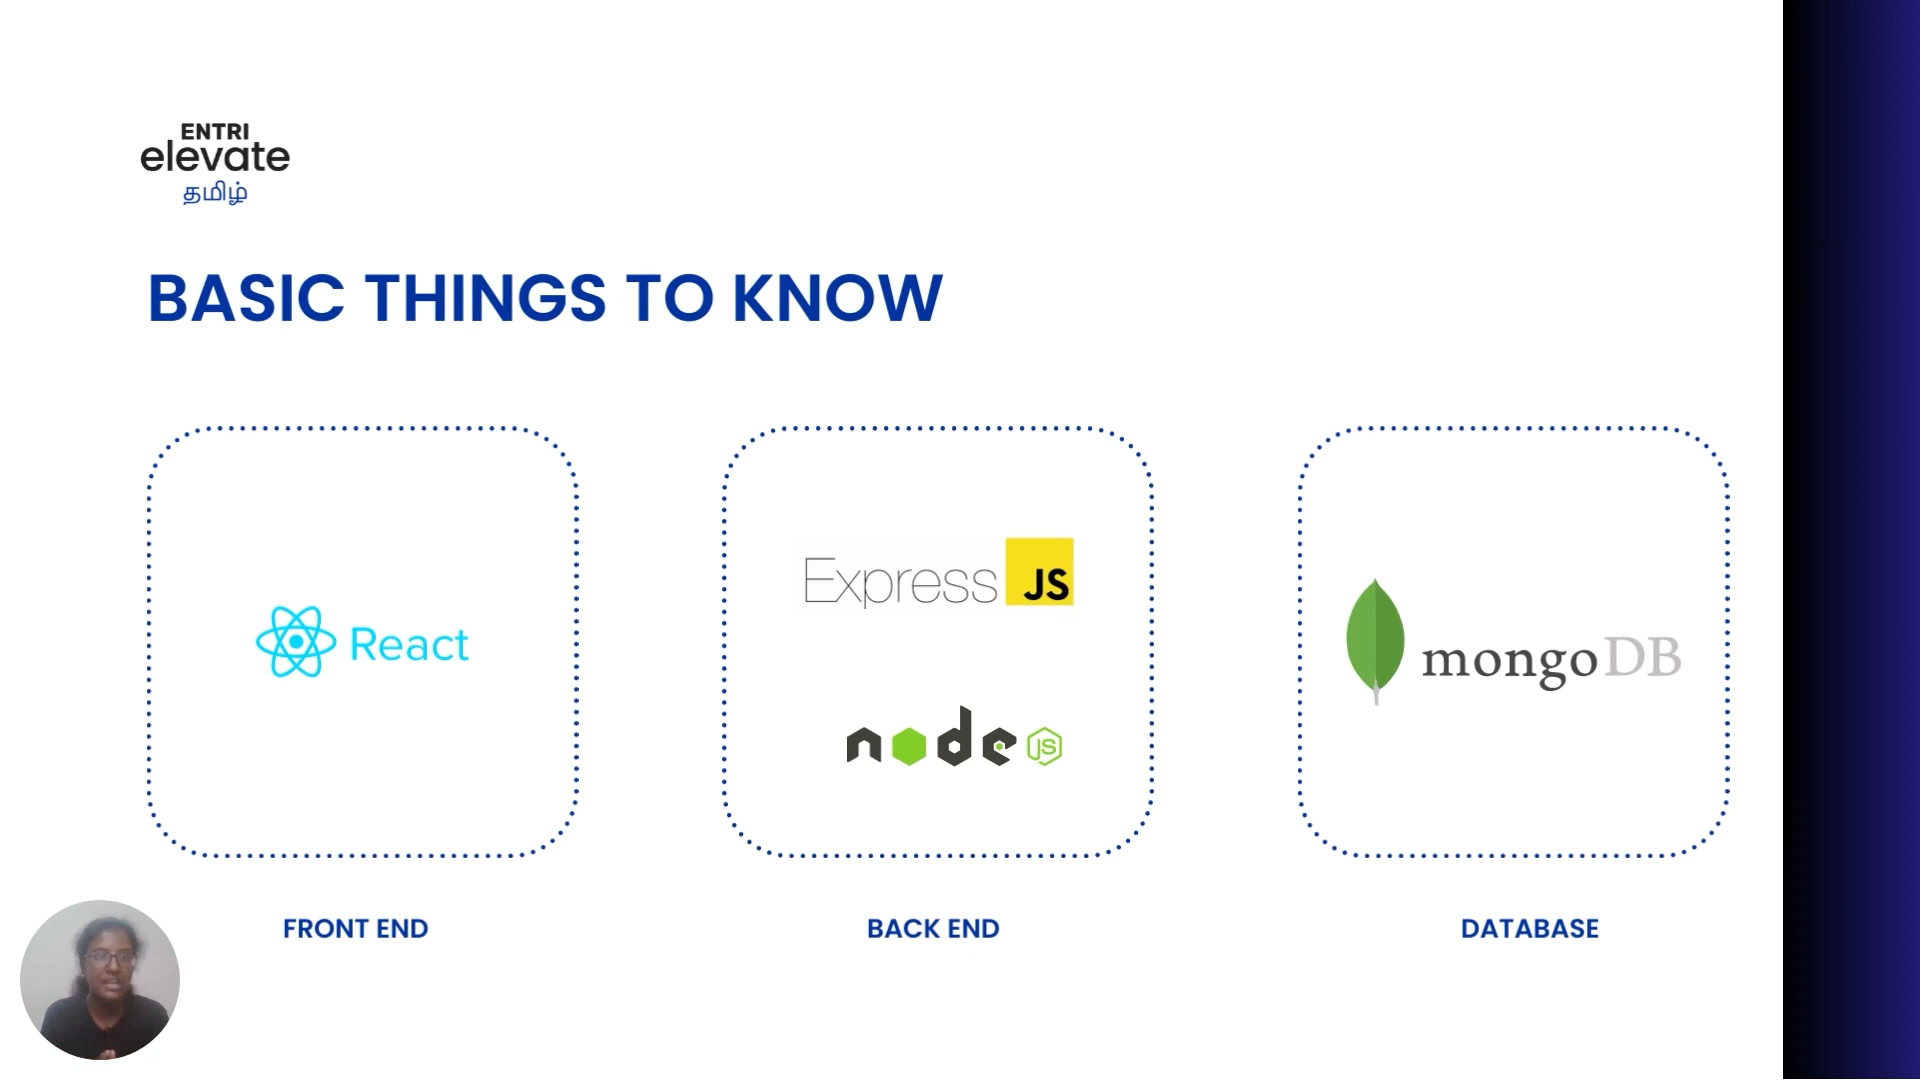 ENTRI
elevate
தமிழ்
BASIC THINGS TO KNOW
Express JS
React
mongoDB
node JS
FRONT END
BACK END
DATABASE